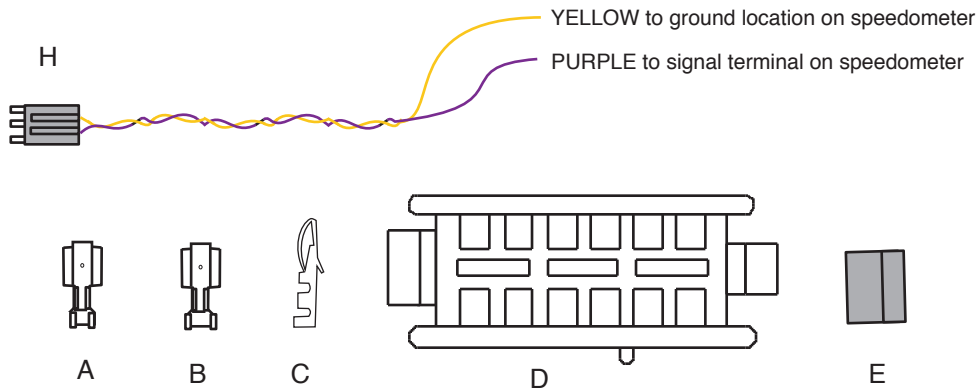 YELLOW to ground location on speedometer
H
PURPLE to signal terminal on speedometer
A
B
C
D
E